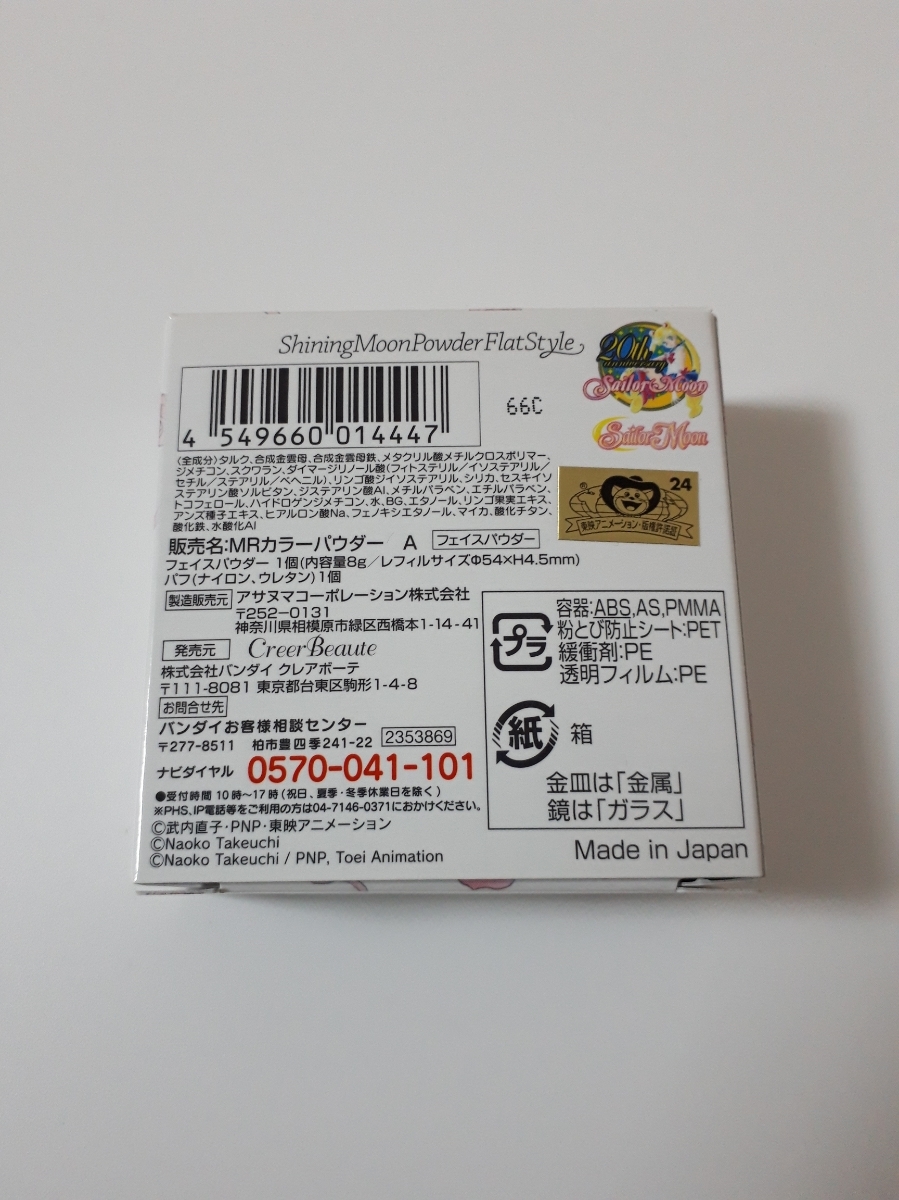 ShiningMoonPowderFlatStyle
20th
anniversary
Sailor Moon
Sailor Moon
4 549660 014447
66C
〈全成分〉タルク、合成金雲母、合成金雲母鉄、メタクリル酸メチルクロスポリマー、
ジメチコン、スクワラン、ダイマージリノール酸(フィトステリル/イソステアリル/
セチル/ステアリル/ベヘニル)、リンゴ酸ジイソステアリル、シリカ、セスキイソ
ステアリン酸ソルビタン、ジステアリン酸Al、メチルパラベン、エチルパラベン、
トコフェロール、ハイドロゲンジメチコン、水、BG、エタノール、リンゴ果実エキス、
アンズ種子エキス、ヒアルロン酸Na、フェノキシエタノール、マイカ、酸化チタン、
酸化鉄、水酸化Al
24
®
東映アニメーション・版権許諾証
販売名:MRカラーパウダー A フェイスパウダー
フェイスパウダー 1個(内容量8g/レフィルサイズΦ54×H4.5mm)
パフ(ナイロン、ウレタン)1個
製造販売元 アサヌマコーポレーション株式会社
〒252-0131
神奈川県相模原市緑区西橋本1-14-41
発売元 CreerBeaute
株式会社バンダイ クレアボーテ
〒111-8081 東京都台東区駒形1-4-8
お問合せ先
バンダイお客様相談センター
〒277-8511 柏市豊四季241-22 2353869
ナビダイヤル 0570-041-101
●受付時間 10時〜17時(祝日、夏季・冬季休業日を除く)
※PHS、IP電話等をご利用の方は04-7146-0371におかけください。
©武内直子・PNP・東映アニメーション
©Naoko Takeuchi
©Naoko Takeuchi / PNP, Toei Animation
プラ
容器:ABS,AS,PMMA
粉とび防止シート:PET
緩衝剤:PE
透明フィルム:PE
紙 箱
金皿は「金属」
鏡は「ガラス」
Made in Japan